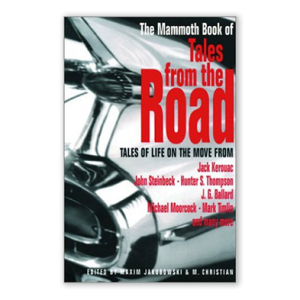 The Mammoth Book of
Tales
from the
Road
TALES OF LIFE ON THE MOVE FROM
Jack Kerouac
John Steinbeck - Hunter S. Thompson
J. G. Ballard
Michael Moorcock - Mark Timlin
and many more
EDITED BY MAXIM JAKUBOWSKI & M. CHRISTIAN